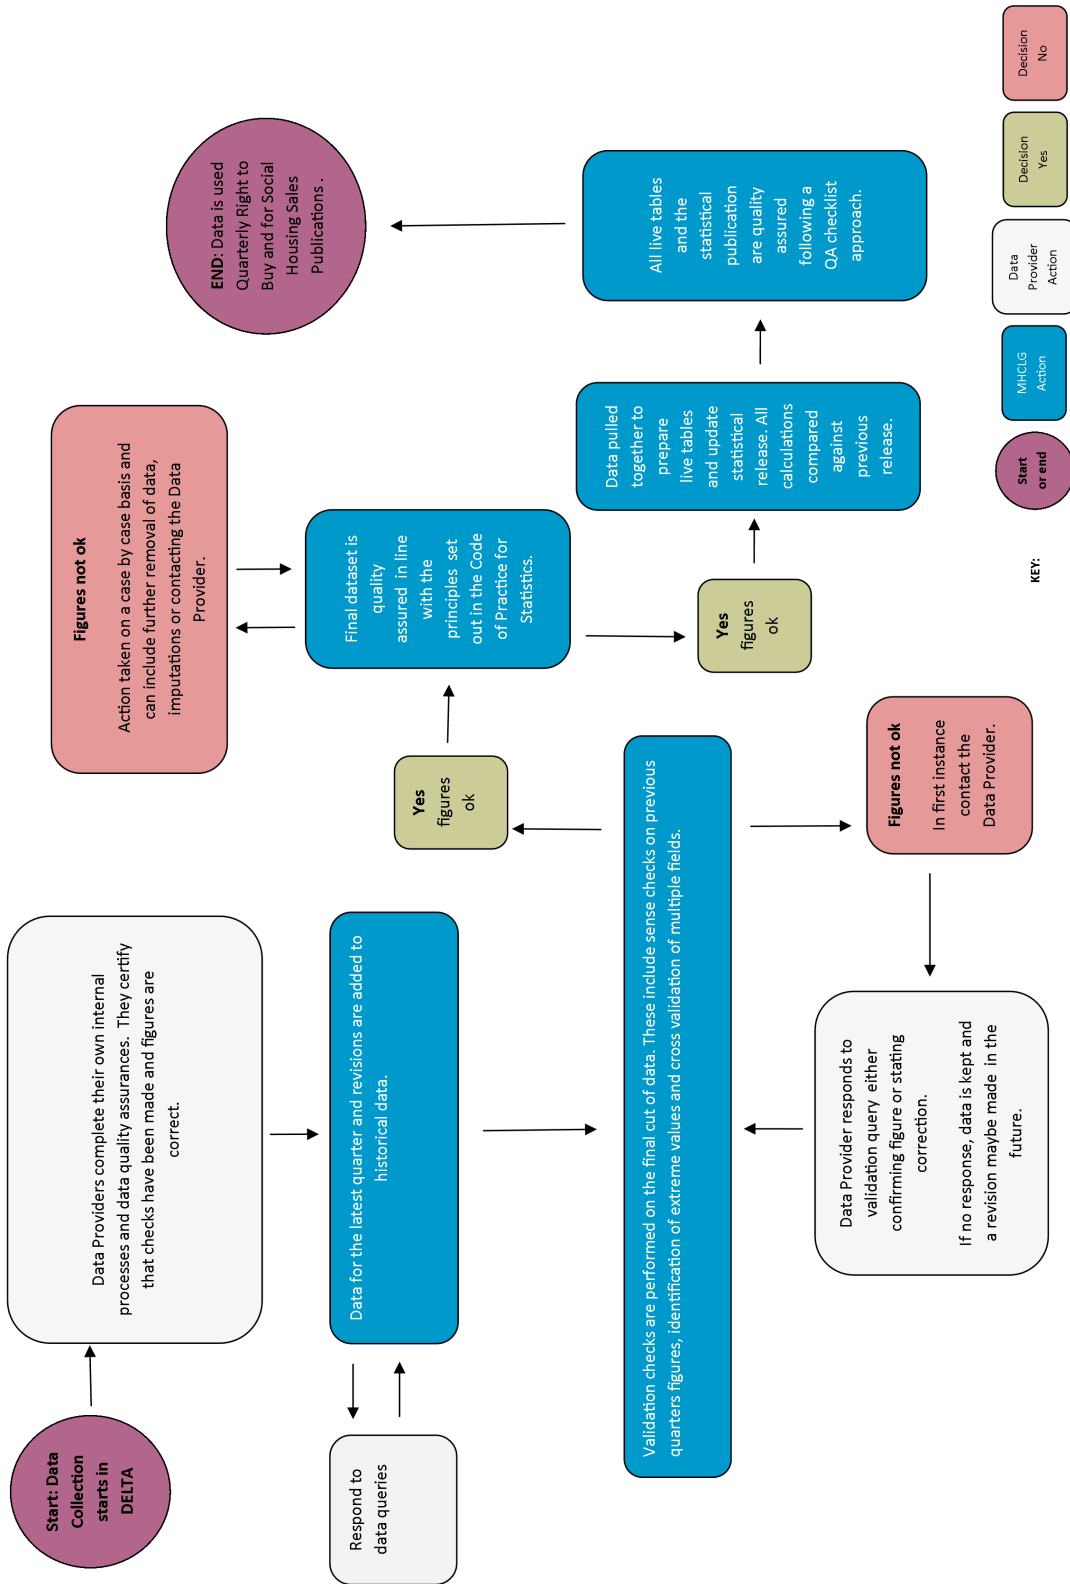 Start: Data
Collection
starts in
DELTA
Data Providers complete their own internal
processes and data quality assurances.  They certify
that checks have been made and figures are
correct.
Respond to
data queries
Data for the latest quarter and revisions are added to
historical data.
Validation checks are performed on the final cut of data. These include sense checks on previous
quarters figures, identification of extreme values and cross validation of multiple fields.
Data Provider responds to
validation query  either
confirming figure or stating
correction.
If no response, data is kept and
a revision maybe made in the
future.
Figures not ok
In first instance
contact the
Data Provider.
Yes
figures
ok
Figures not ok
Action taken on a case by case basis and
can include further removal of data,
imputations or contacting the Data
Provider.
Final dataset is
quality
assured in line
with the
principles set
out in the Code
of Practice for
Statistics.
Yes
figures
ok
Data pulled
together to
prepare
live tables
and update
statistical
release. All
calculations
compared
against
previous
release.
All live tables
and the
statistical
publication
are quality
assured
following a
QA checklist
approach.
END: Data is used
Quarterly Right to
Buy and for Social
Housing Sales
Publications .
KEY:
Start
or end
MHCLG
Action
Data
Provider
Action
Decision
Yes
Decision
No